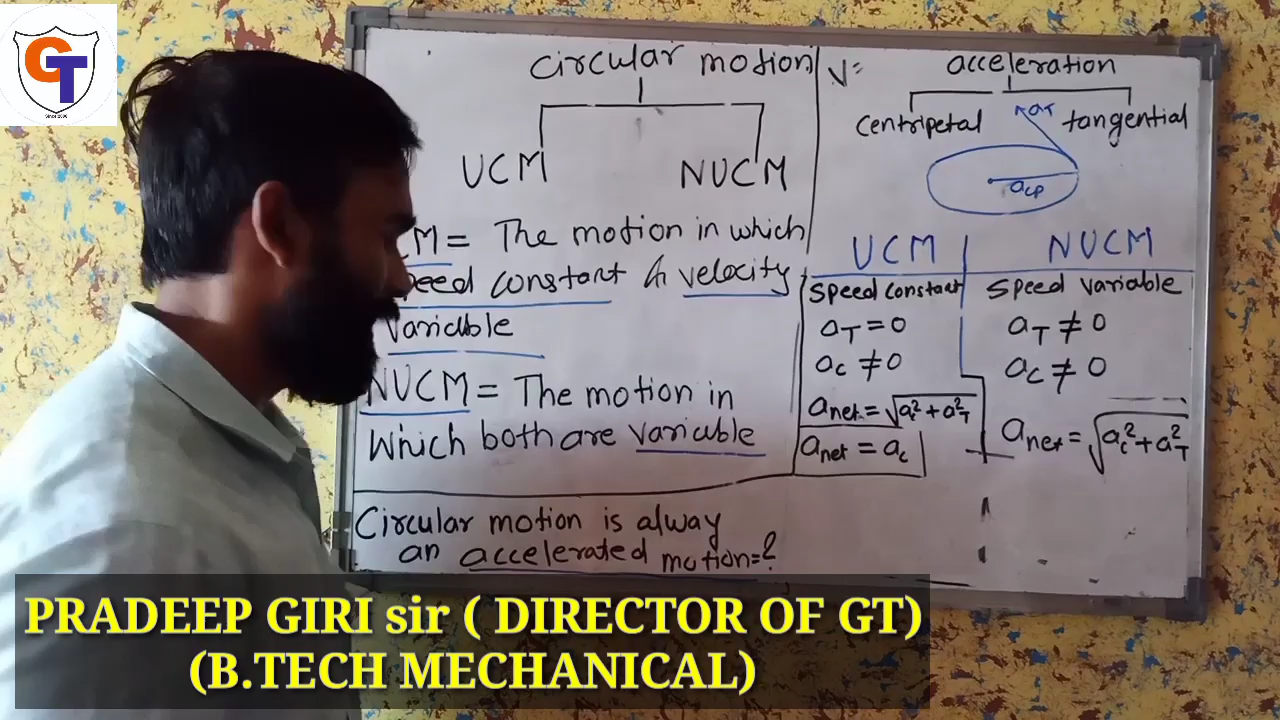 GT
circular motion
UCM NUCM
CM = The motion in which
peed constant & velocity
variable
NUCM = The motion in
Which both are variable
Circular motion is alway
an accelerated motion=?
V=
acceleration
Centripetal tangential
aT
acp
UCM NUCM
Speed constant Speed variable
aT = 0 aT ≠ 0
ac ≠ 0 ac ≠ 0
anet = √ac²+a²T anet = √ac²+a²T
anet = ac
PRADEEP GIRI sir ( DIRECTOR OF GT)
(B.TECH MECHANICAL)